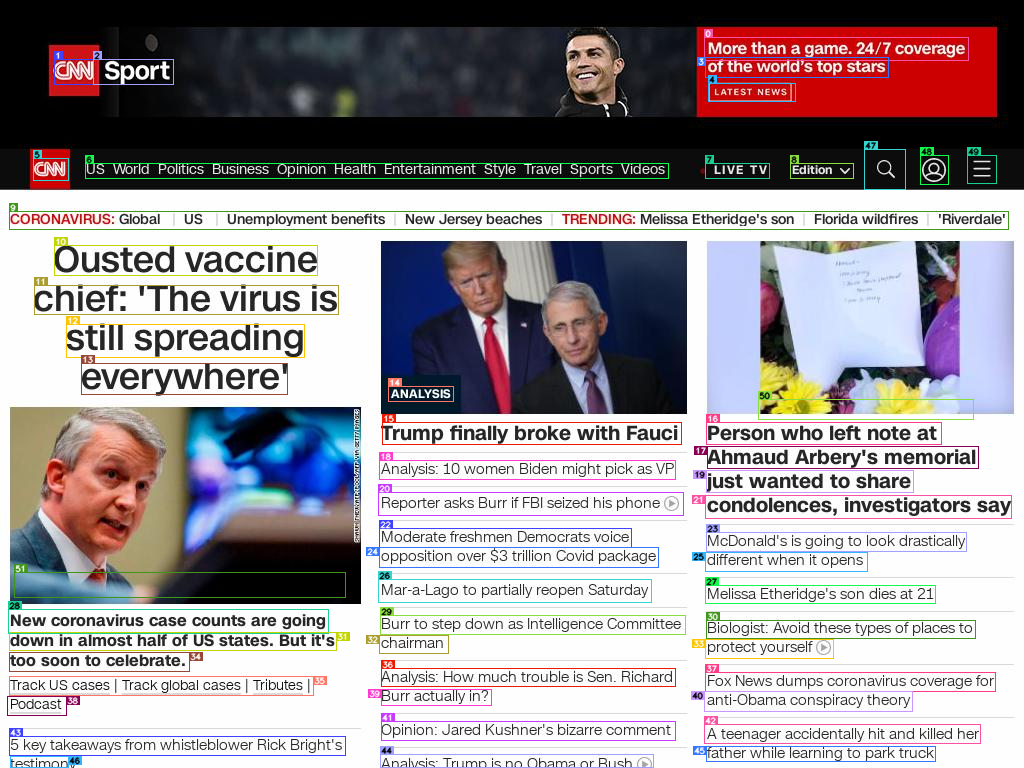 CNN Sport
More than a game. 24/7 coverage
of the world's top stars
LATEST NEWS
CNN
US World Politics Business Opinion Health Entertainment Style Travel Sports Videos
LIVE TV
Edition
CORONAVIRUS: Global | US | Unemployment benefits | New Jersey beaches | TRENDING: Melissa Etheridge's son | Florida wildfires | 'Riverdale'
Ousted vaccine
chief: 'The virus is
still spreading
everywhere'
New coronavirus case counts are going
down in almost half of US states. But it's
too soon to celebrate.
Track US cases | Track global cases | Tributes |
Podcast
5 key takeaways from whistleblower Rick Bright's
testimony
ANALYSIS
Trump finally broke with Fauci
Analysis: 10 women Biden might pick as VP
Reporter asks Burr if FBI seized his phone
Moderate freshmen Democrats voice
opposition over $3 trillion Covid package
Mar-a-Lago to partially reopen Saturday
Burr to step down as Intelligence Committee
chairman
Analysis: How much trouble is Sen. Richard
Burr actually in?
Opinion: Jared Kushner's bizarre comment
Analysis: Trump is no Obama or Bush
Person who left note at
Ahmaud Arbery's memorial
just wanted to share
condolences, investigators say
McDonald's is going to look drastically
different when it opens
Melissa Etheridge's son dies at 21
Biologist: Avoid these types of places to
protect yourself
Fox News dumps coronavirus coverage for
anti-Obama conspiracy theory
A teenager accidentally hit and killed her
father while learning to park truck